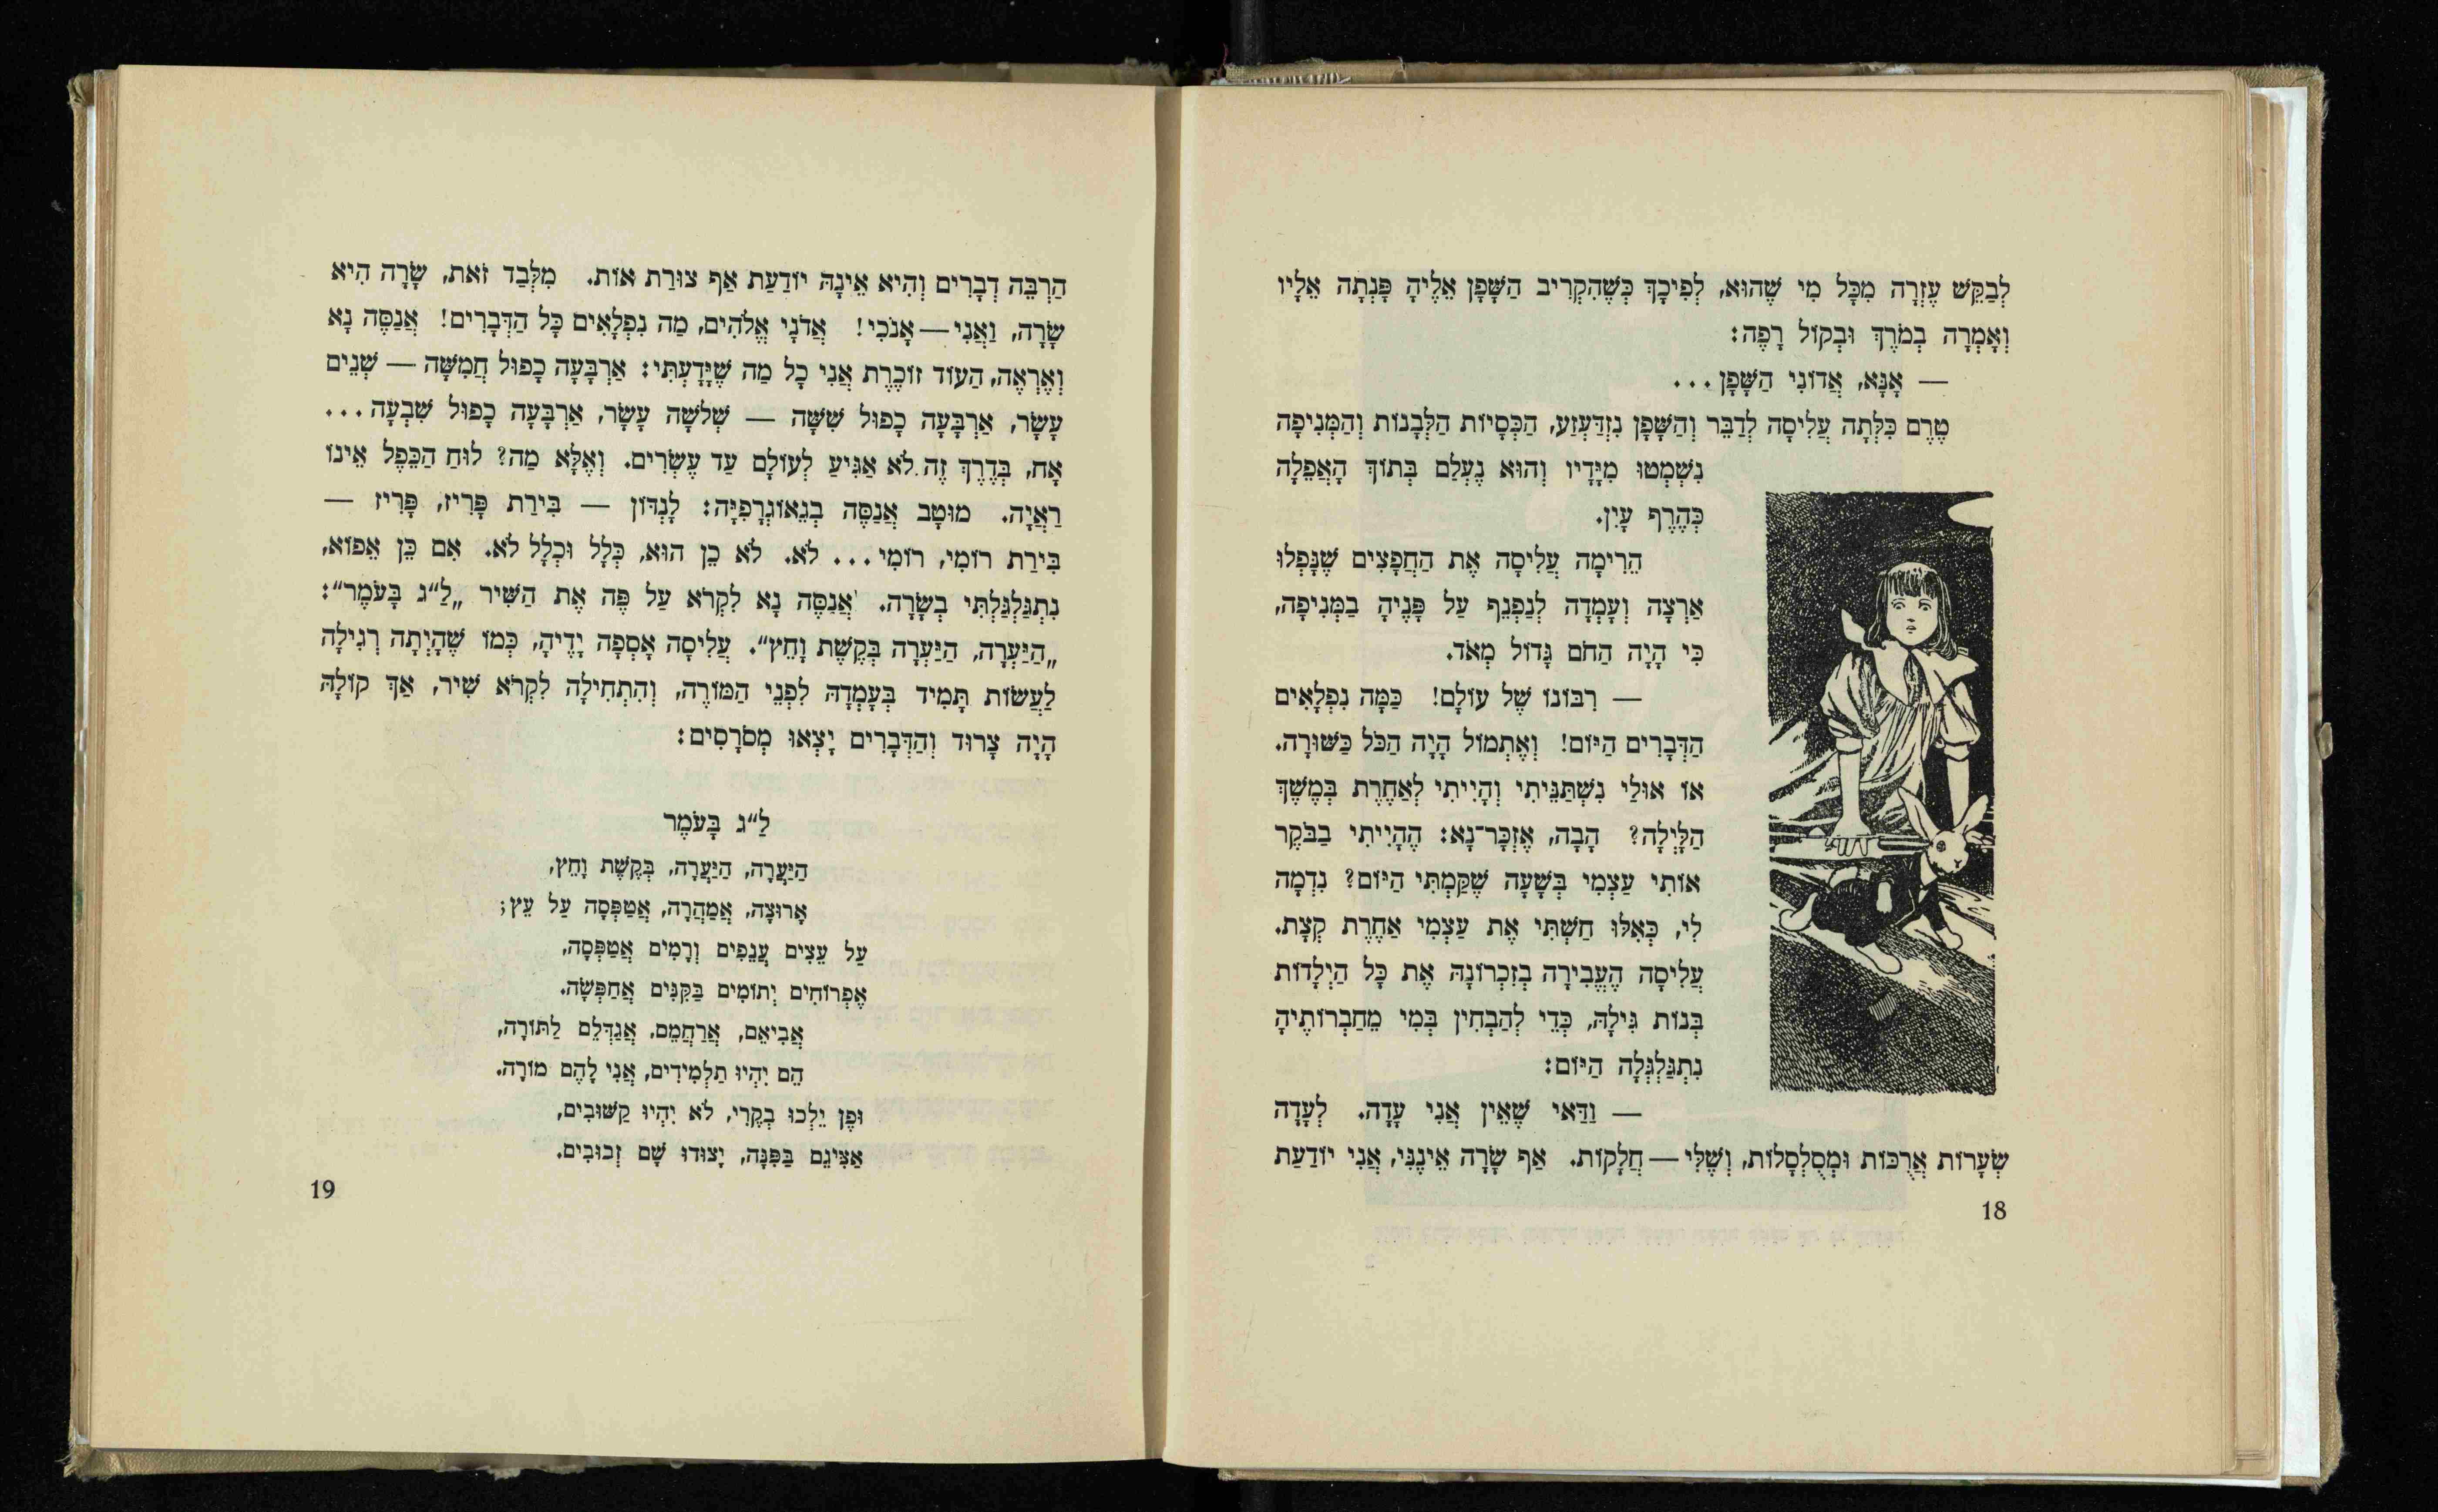 לְבַקֵּשׁ עֶזְרָה מִכָּל מִי שֶׁהוּא, לְפִיכָךְ כְּשֶׁהִקְרִיב הַשָּׁפָן אֵלֶיהָ פָּנְתָה אֵלָיו
וְאָמְרָה בְּמֹרֶךְ וּבְקוֹל רָפֶה:
— אָנָּא, אֲדוֹנִי הַשָּׁפָן...
טֶרֶם כִּלְּתָה עֲלִיסָה לְדַבֵּר וְהַשָּׁפָן נִזְדַּעְזַע, הַכְּסָיוֹת הַלְּבָנוֹת וְהַמְּנִיפָה
נִשְׁמְטוּ מִיָּדָיו וְהוּא נֶעְלַם בְּתוֹךְ הָאֲפֵלָה
כְּהֶרֶף עָיִן.
הֵרִימָה עֲלִיסָה אֶת הַחֲפָצִים שֶׁנָּפְלוּ
אַרְצָה וְעָמְדָה לְנַפְנֵף עַל פָּנֶיהָ בַּמְּנִיפָה,
כִּי הָיָה הַחֹם גָּדוֹל מְאֹד.
— רִבּוֹנוֹ שֶׁל עוֹלָם! כַּמָּה נִפְלָאִים
הַדְּבָרִים הַיּוֹם! וְאֶתְמוֹל הָיָה הַכֹּל כַּשּׁוּרָה.
אוֹ אוּלַי נִשְׁתַּנֵּיתִי וְהָיִיתִי לְאַחֶרֶת בְּמֶשֶׁךְ
הַלָּיְלָה? הָבָה, אֶזְכָּר־נָא: הֶהָיִיתִי בַּבֹּקֶר
אוֹתִי עַצְמִי בְּשָׁעָה שֶׁקַּמְתִּי הַיּוֹם? נִדְמָה
לִי, כְּאִלּוּ חַשְׁתִּי אֶת עַצְמִי אַחֶרֶת קְצָת.
עֲלִיסָה הֶעֱבִירָה בְזִכְרוֹנָהּ אֶת כָּל הַיְלָדוֹת
בְּנוֹת גִּילָהּ, כְּדֵי לְהַבְחִין בְּמִי מֵחַבְרוֹתֶיהָ
נִתְגַּלְגְּלָה הַיּוֹם:
— וַדַּאי שֶׁאֵין אֲנִי עָדָה. לְעָדָה
שְׂעָרוֹת אֲרֻכּוֹת וּמְסֻלְסָלוֹת, וְשֶׁלִּי — חֲלָקוֹת. אַף שָׂרָה אֵינֶנִּי, אֲנִי יוֹדַעַת
18
הַרְבֵּה דְבָרִים וְהִיא אֵינָהּ יוֹדַעַת אַף צוּרַת אוֹת. מִלְּבַד זֹאת, שָׂרָה הִיא
שָׂרָה, וַאֲנִי — אָנֹכִי! אֲדֹנָי אֱלֹהִים, מַה נִפְלָאִים כָּל הַדְּבָרִים! אֲנַסֶּה נָא
וְאֶרְאֶה, הַעוֹד זוֹכֶרֶת אֲנִי כָל מַה שֶּׁיָּדַעְתִּי: אַרְבָּעָה כָפוּל חֲמִשָּׁה — שְׁנֵים
עָשָׂר, אַרְבָּעָה כָפוּל שִׁשָּׁה — שְׁלֹשָׁה עָשָׂר, אַרְבָּעָה כָפוּל שִׁבְעָה...
אָח, בְּדֶרֶךְ זֶה לֹא אַגִּיעַ לְעוֹלָם עַד עֶשְׂרִים. וְאֶלָּא מַה? לוּחַ הַכֶּפֶל אֵינוֹ
רַאֲיָה. מוּטָב אֲנַסֶּה בְגֵאוֹגְרַפִיָּה: לָנְדּוֹן — בִּירַת פָּרִיז, פָּרִיז —
בִּירַת רוֹמִי, רוֹמִי... לֹא. לֹא כֵן הוּא, כְּלָל וּכְלָל לֹא. אִם כֵּן אֵפוֹא,
נִתְגַּלְגַּלְתִּי בְשָׂרָה. אֲנַסֶּה נָא לִקְרֹא עַל פֶּה אֶת הַשִּׁיר „לַ״ג בָּעֹמֶר“:
„הַיַּעְרָה, הַיַּעְרָה בְּקֶשֶׁת וָחֵץ“. עֲלִיסָה אָסְפָה יָדֶיהָ, כְּמוֹ שֶׁהָיְתָה רְגִילָה
לַעֲשׂוֹת תָּמִיד בְּעָמְדָהּ לִפְנֵי הַמּוֹרֶה, וְהִתְחִילָה לִקְרֹא שִׁיר, אַךְ קוֹלָהּ
הָיָה צָרוּד וְהַדְּבָרִים יָצְאוּ מְסֹרָסִים:
לַ״ג בָּעֹמֶר
הַיַּעֲרָה, הַיַּעֲרָה, בְּקֶשֶׁת וָחֵץ,
אָרוּצָה, אֲמַהֲרָה, אֲטַפְּסָה עַל עֵץ;
עַל עֵצִים עֲנֵפִים וְרָמִים אֲטַפְּסָה,
אֶפְרוֹחִים יְתוֹמִים בַּקִּנִּים אֲחַפְּשָׂה.
אֲבִיאֵם, אֲרַחֲמֵם, אֲגַדְּלֵם לַתּוֹרָה,
הֵם יִהְיוּ תַלְמִידִים, אֲנִי לָהֶם מוֹרָה.
וּפֶן יֵלְכוּ בְקֶרִי, לֹא יִהְיוּ קַשּׁוּבִים,
אַצִּיגֵם בַּפִּנָּה, יָצוּדוּ שָׁם זְבוּבִים.
19